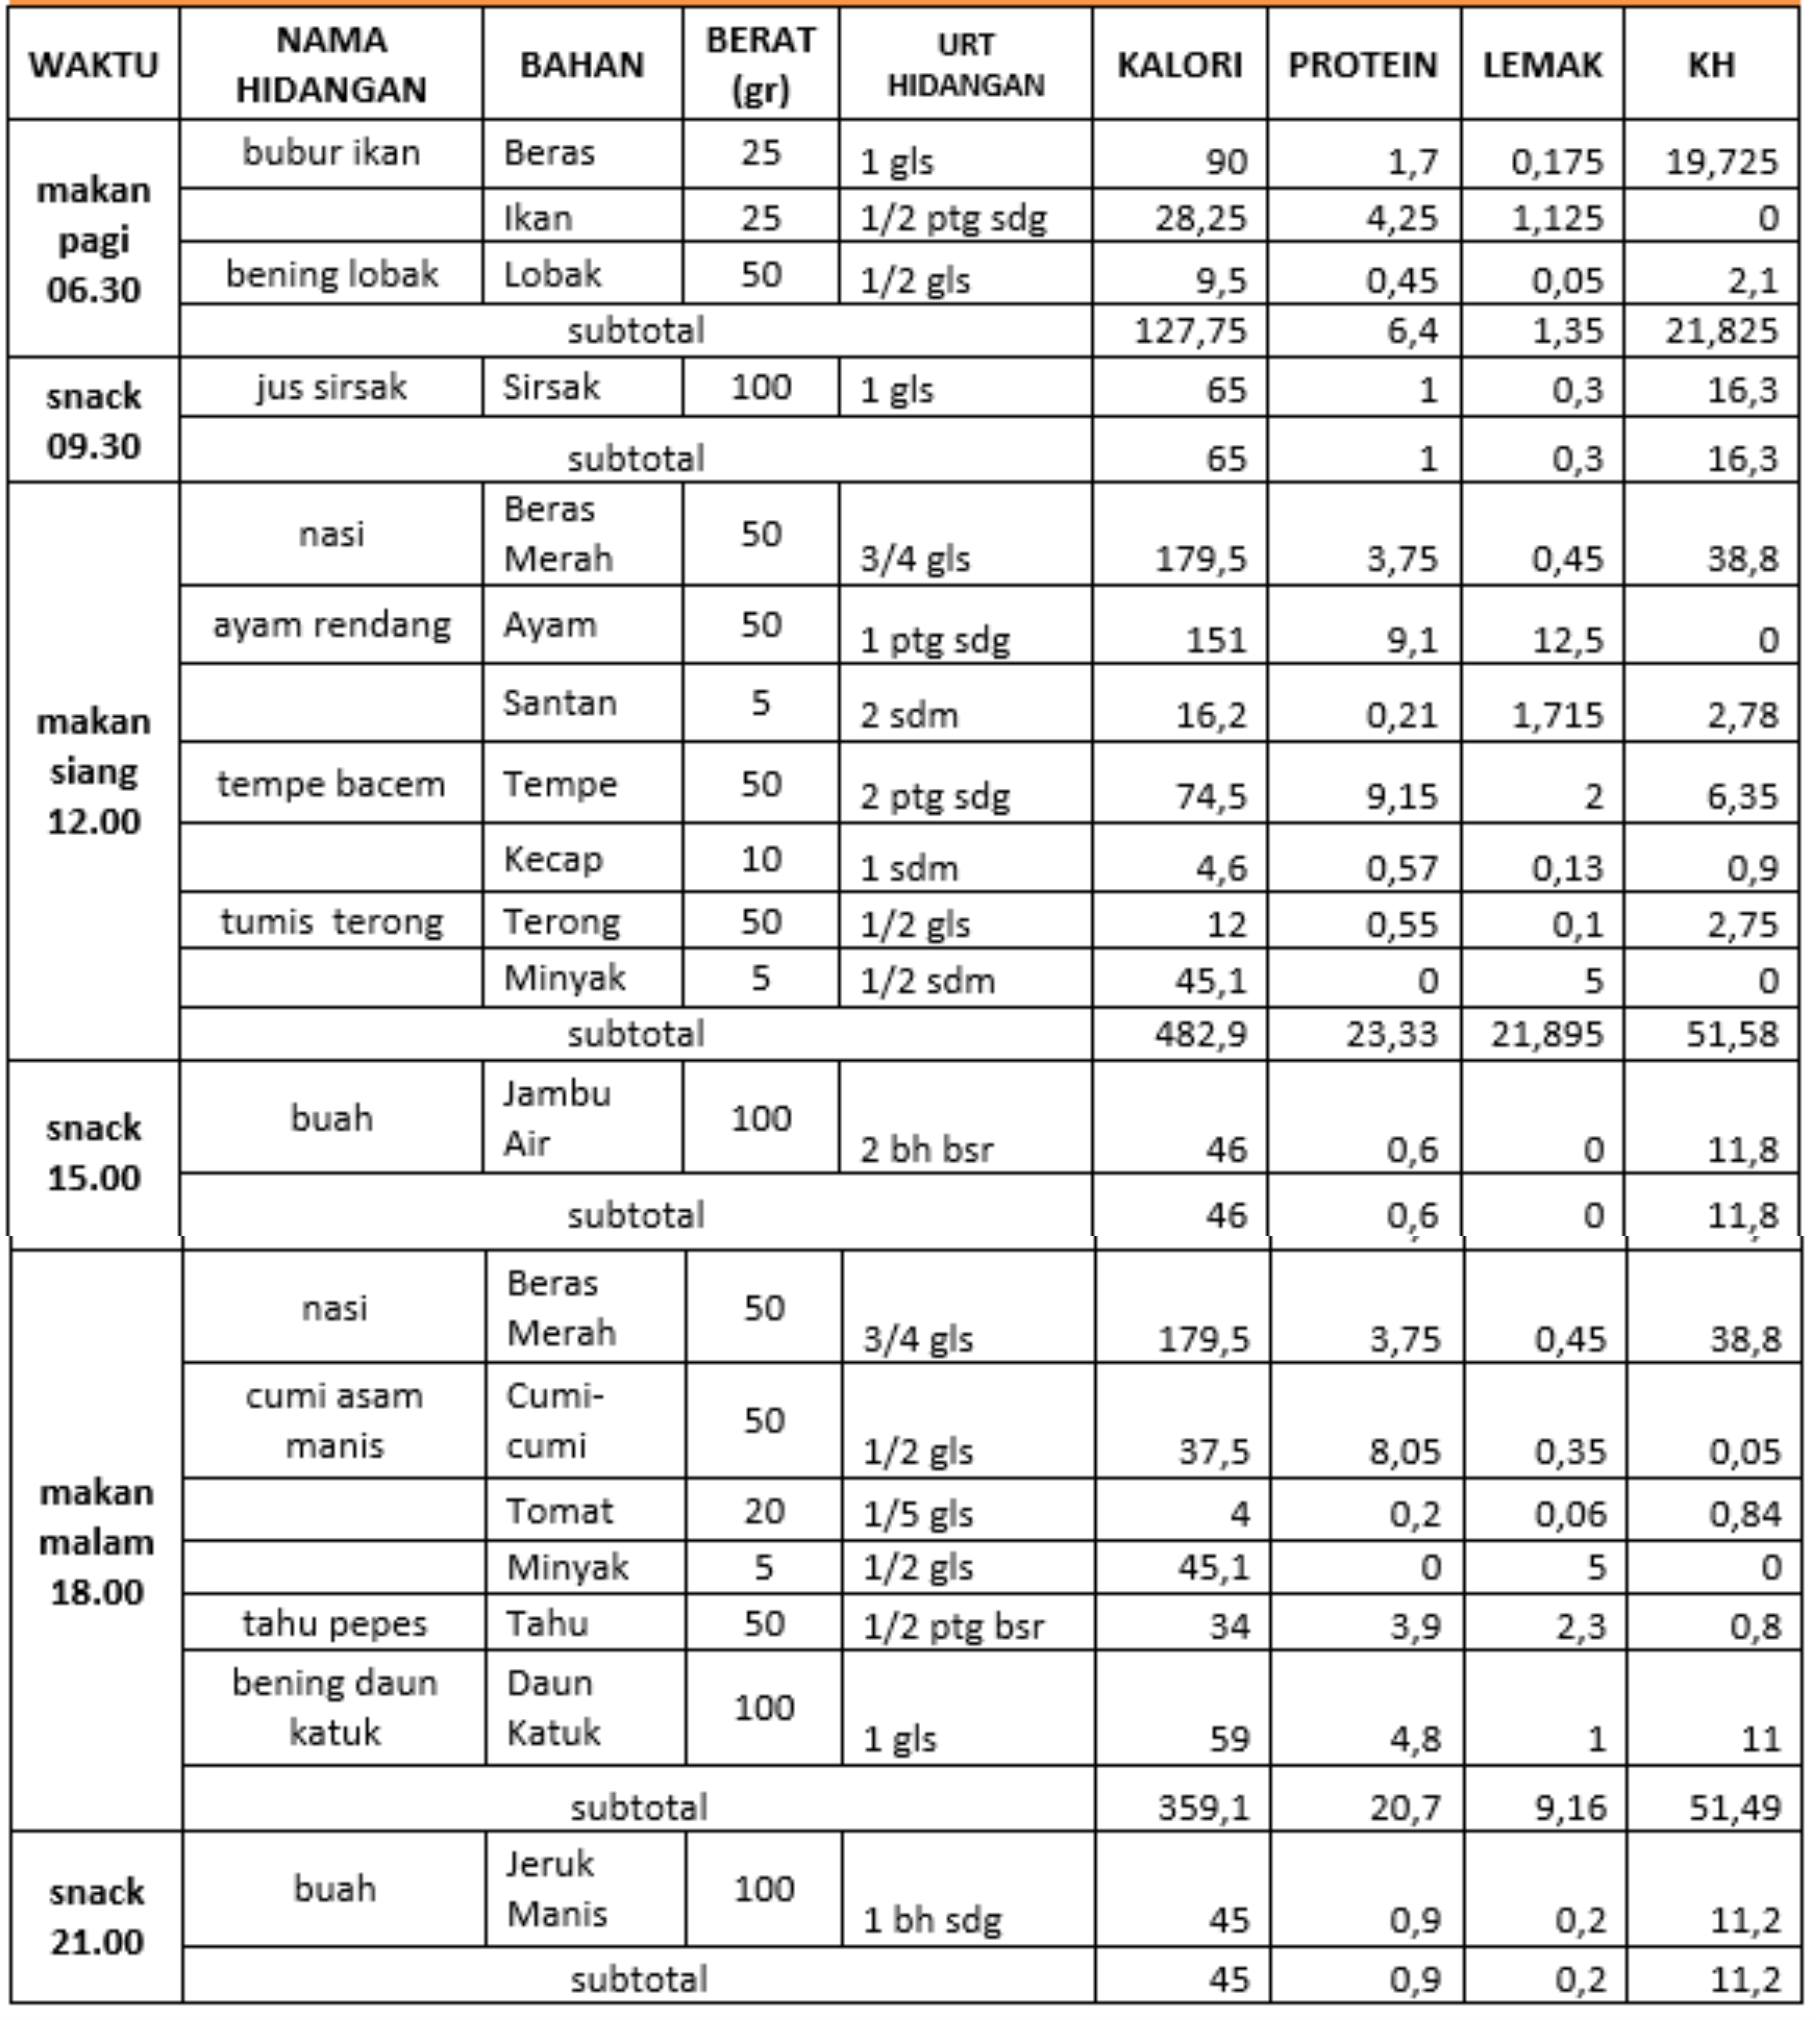 WAKTU NAMA HIDANGAN BAHAN BERAT (gr) URT HIDANGAN KALORI PROTEIN LEMAK KH
makan pagi 06.30
bubur ikan Beras 25 1 gls 90 1,7 0,175 19,725
Ikan 25 1/2 ptg sdg 28,25 4,25 1,125 0
bening lobak Lobak 50 1/2 gls 9,5 0,45 0,05 2,1
subtotal 127,75 6,4 1,35 21,825
snack 09.30
jus sirsak Sirsak 100 1 gls 65 1 0,3 16,3
subtotal 65 1 0,3 16,3
makan siang 12.00
nasi Beras Merah 50 3/4 gls 179,5 3,75 0,45 38,8
ayam rendang Ayam 50 1 ptg sdg 151 9,1 12,5 0
Santan 5 2 sdm 16,2 0,21 1,715 2,78
tempe bacem Tempe 50 2 ptg sdg 74,5 9,15 2 6,35
Kecap 10 1 sdm 4,6 0,57 0,13 0,9
tumis terong Terong 50 1/2 gls 12 0,55 0,1 2,75
Minyak 5 1/2 sdm 45,1 0 5 0
subtotal 482,9 23,33 21,895 51,58
snack 15.00
buah Jambu Air 100 2 bh bsr 46 0,6 0 11,8
subtotal 46 0,6 0 11,8
makan malam 18.00
nasi Beras Merah 50 3/4 gls 179,5 3,75 0,45 38,8
cumi asam manis Cumi-cumi 50 1/2 gls 37,5 8,05 0,35 0,05
Tomat 20 1/5 gls 4 0,2 0,06 0,84
Minyak 5 1/2 gls 45,1 0 5 0
tahu pepes Tahu 50 1/2 ptg bsr 34 3,9 2,3 0,8
bening daun katuk Daun Katuk 100 1 gls 59 4,8 1 11
subtotal 359,1 20,7 9,16 51,49
snack 21.00
buah Jeruk Manis 100 1 bh sdg 45 0,9 0,2 11,2
subtotal 45 0,9 0,2 11,2